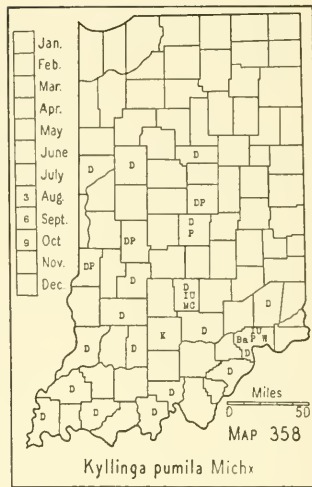 Jan.
Feb.
Mar.
Apr.
May
June
July
3 Aug.
6 Sept.
9 Oct
Nov.
Dec.
D
D D
DP
D
P
DP
DP D
D
IU
MC
D
D
D
K
D
U
Ba P W
D
D D
D
D
D D D D
Miles
0 50
MAP 358
Kyllinga pumila Michx